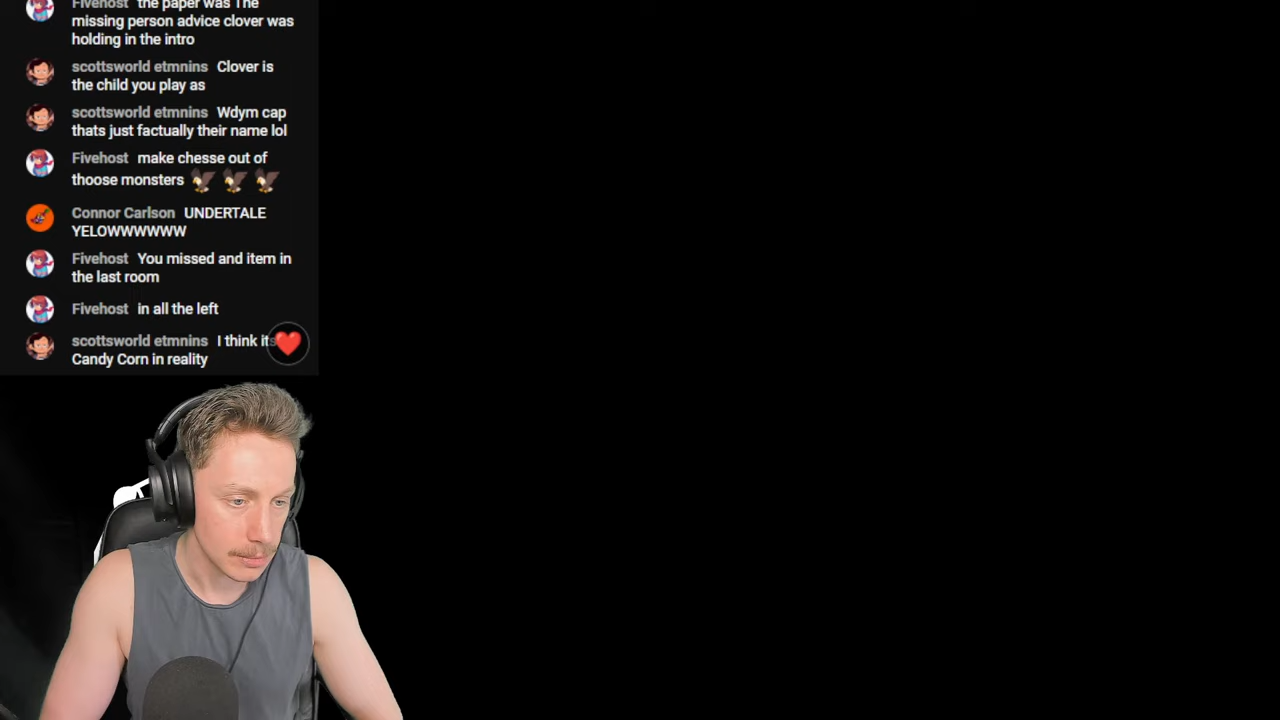 Fivehost the paper was The
missing person advice clover was
holding in the intro
scottsworld etmnins Clover is
the child you play as
scottsworld etmnins Wdym cap
thats just factually their name lol
Fivehost make chesse out of
thoose monsters
Connor Carlson UNDERTALE
YELOWWWWWW
Fivehost You missed and item in
the last room
Fivehost in all the left
scottsworld etmnins I think its
Candy Corn in reality